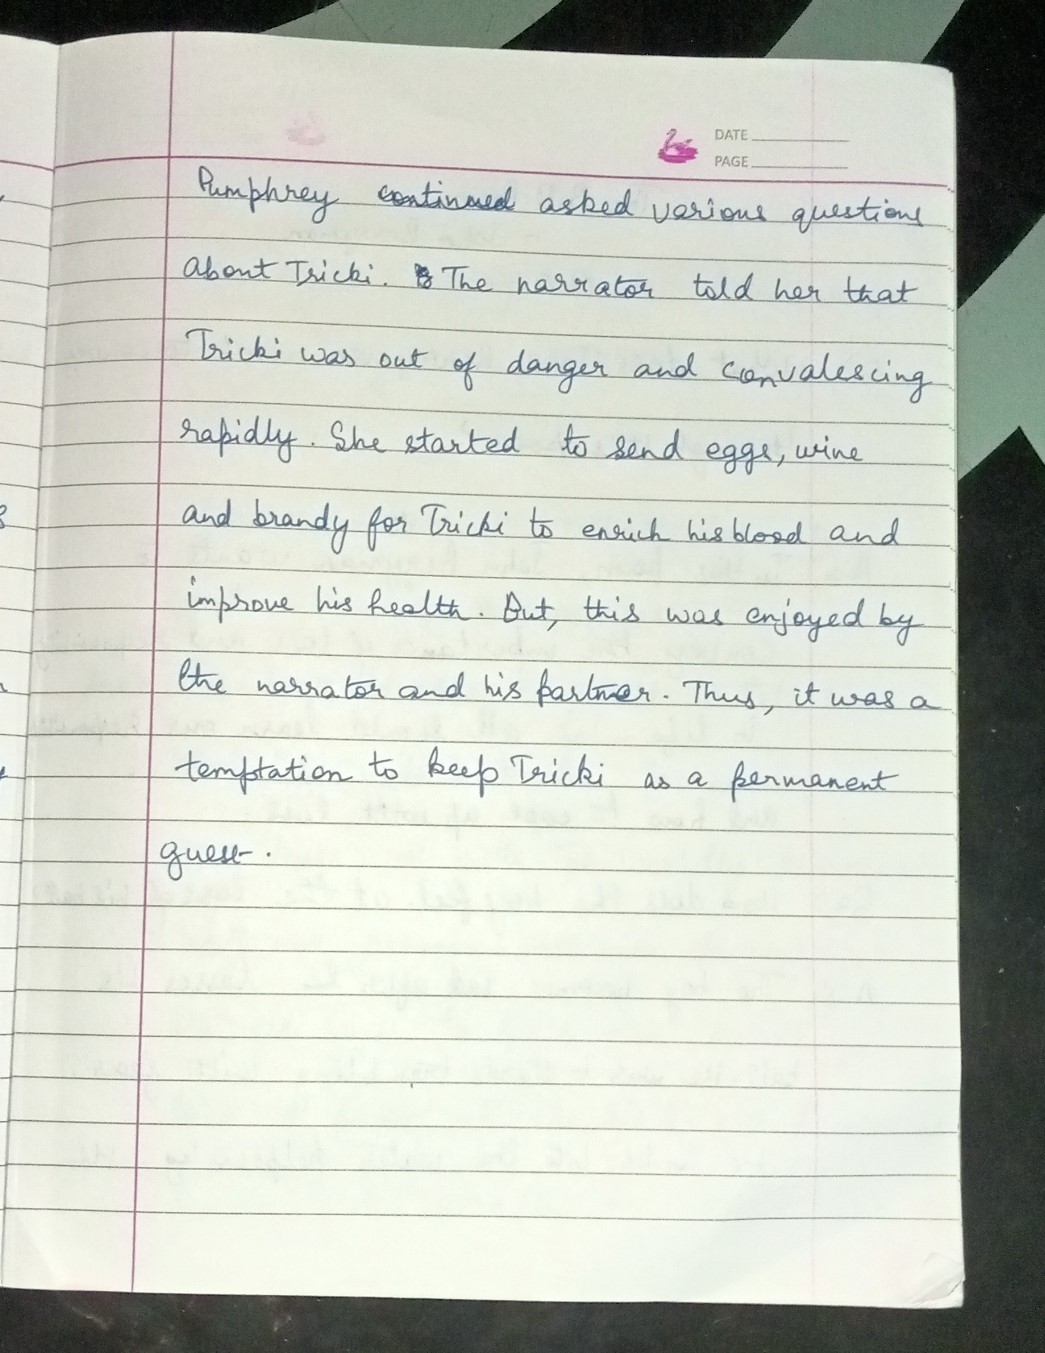 DATE
PAGE
Pumphrey continued asked various questions
about Tricki. The narrator told her that
Tricki was out of danger and convalescing
rapidly. She started to send eggs, wine
and brandy for Tricki to enrich his blood and
improve his health. But, this was enjoyed by
the narrator and his partner. Thus, it was a
temptation to keep Tricki as a permanent
guest.